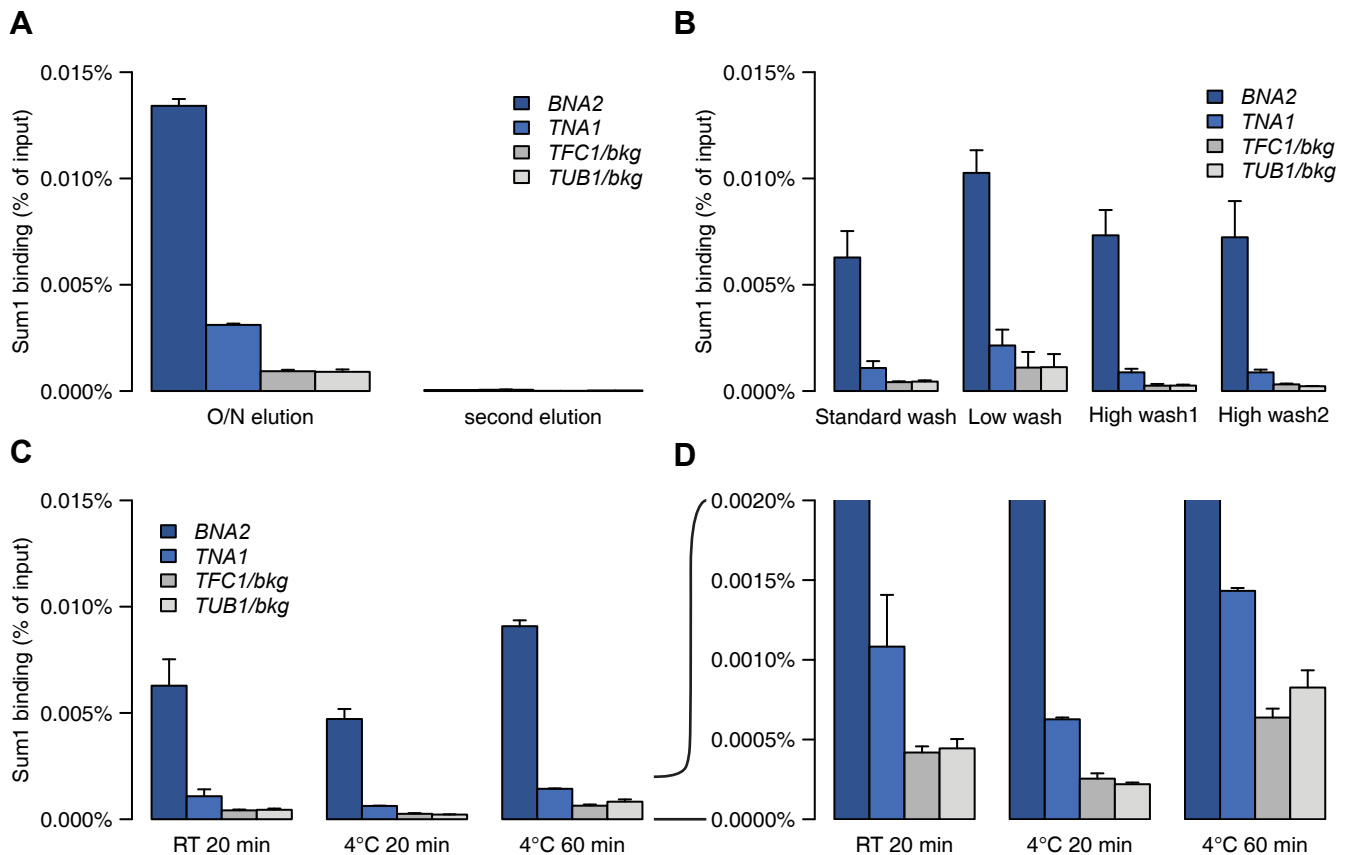 A
Sum1 binding (% of input)
0.015%
0.010%
0.005%
0.000%
BNA2
TNA1
TFC1/bkg
TUB1/bkg
O/N elution
second elution
B
Sum1 binding (% of input)
0.015%
0.010%
0.005%
0.000%
BNA2
TNA1
TFC1/bkg
TUB1/bkg
Standard wash
Low wash
High wash1
High wash2
C
Sum1 binding (% of input)
0.015%
0.010%
0.005%
0.000%
BNA2
TNA1
TFC1/bkg
TUB1/bkg
RT 20 min
4°C 20 min
4°C 60 min
D
0.0020%
0.0015%
0.0010%
0.0005%
0.0000%
RT 20 min
4°C 20 min
4°C 60 min